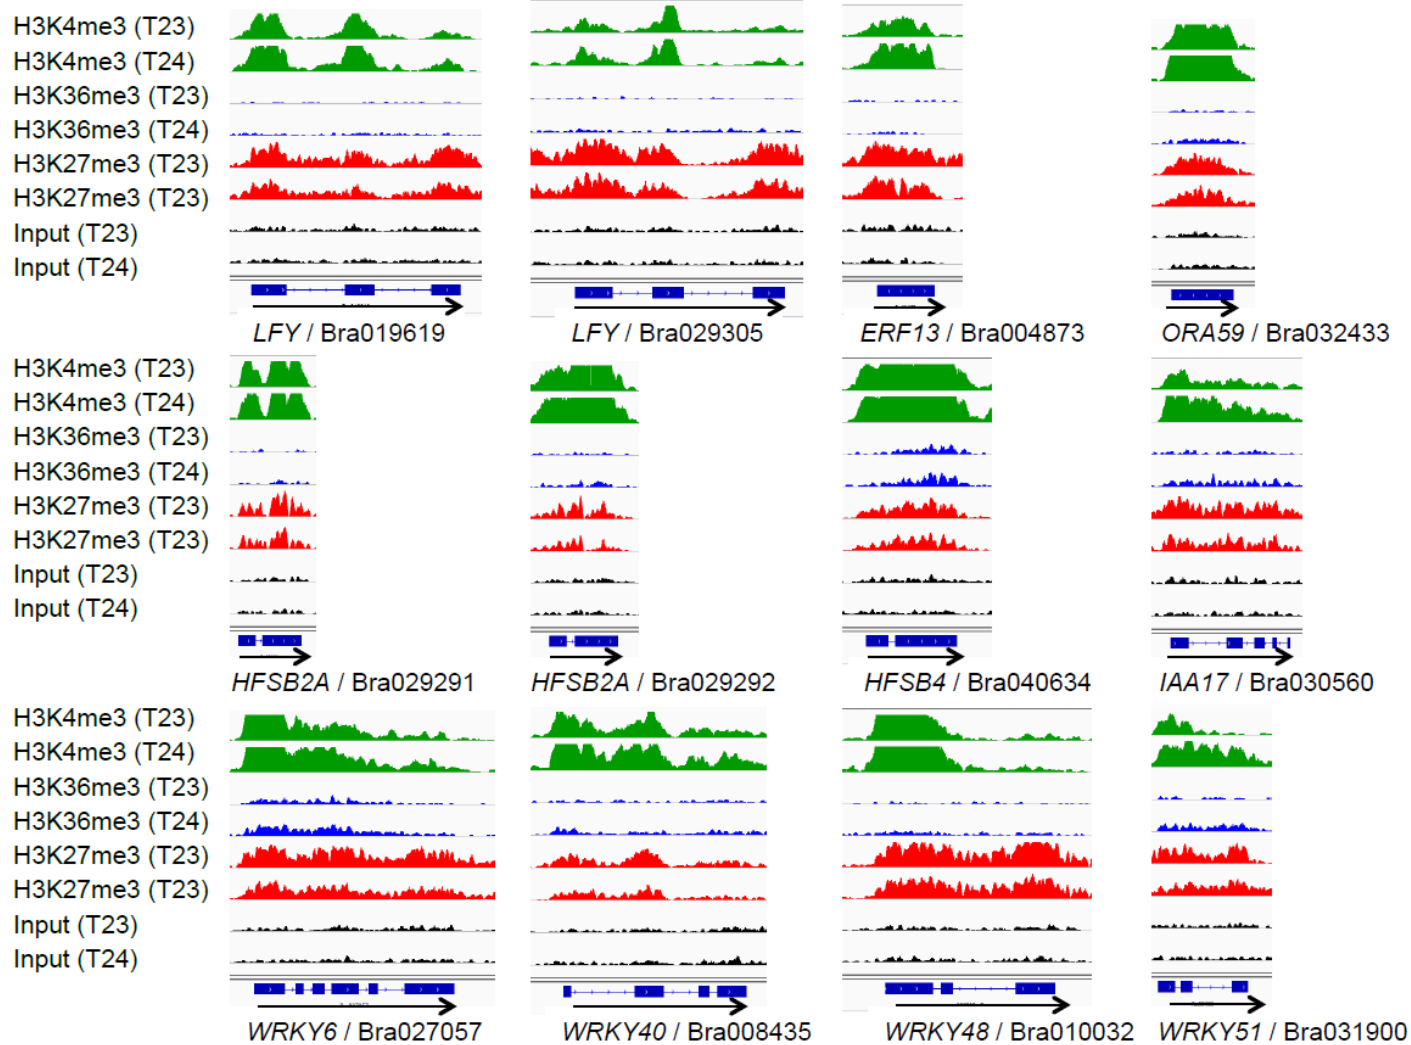 H3K4me3 (T23)
H3K4me3 (T24)
H3K36me3 (T23)
H3K36me3 (T24)
H3K27me3 (T23)
H3K27me3 (T23)
Input (T23)
Input (T24)
LFY / Bra019619
LFY / Bra029305
ERF13 / Bra004873
ORA59 / Bra032433
H3K4me3 (T23)
H3K4me3 (T24)
H3K36me3 (T23)
H3K36me3 (T24)
H3K27me3 (T23)
H3K27me3 (T23)
Input (T23)
Input (T24)
HFSB2A / Bra029291
HFSB2A / Bra029292
HFSB4 / Bra040634
IAA17 / Bra030560
H3K4me3 (T23)
H3K4me3 (T24)
H3K36me3 (T23)
H3K36me3 (T24)
H3K27me3 (T23)
H3K27me3 (T23)
Input (T23)
Input (T24)
WRKY6 / Bra027057
WRKY40 / Bra008435
WRKY48 / Bra010032
WRKY51 / Bra031900